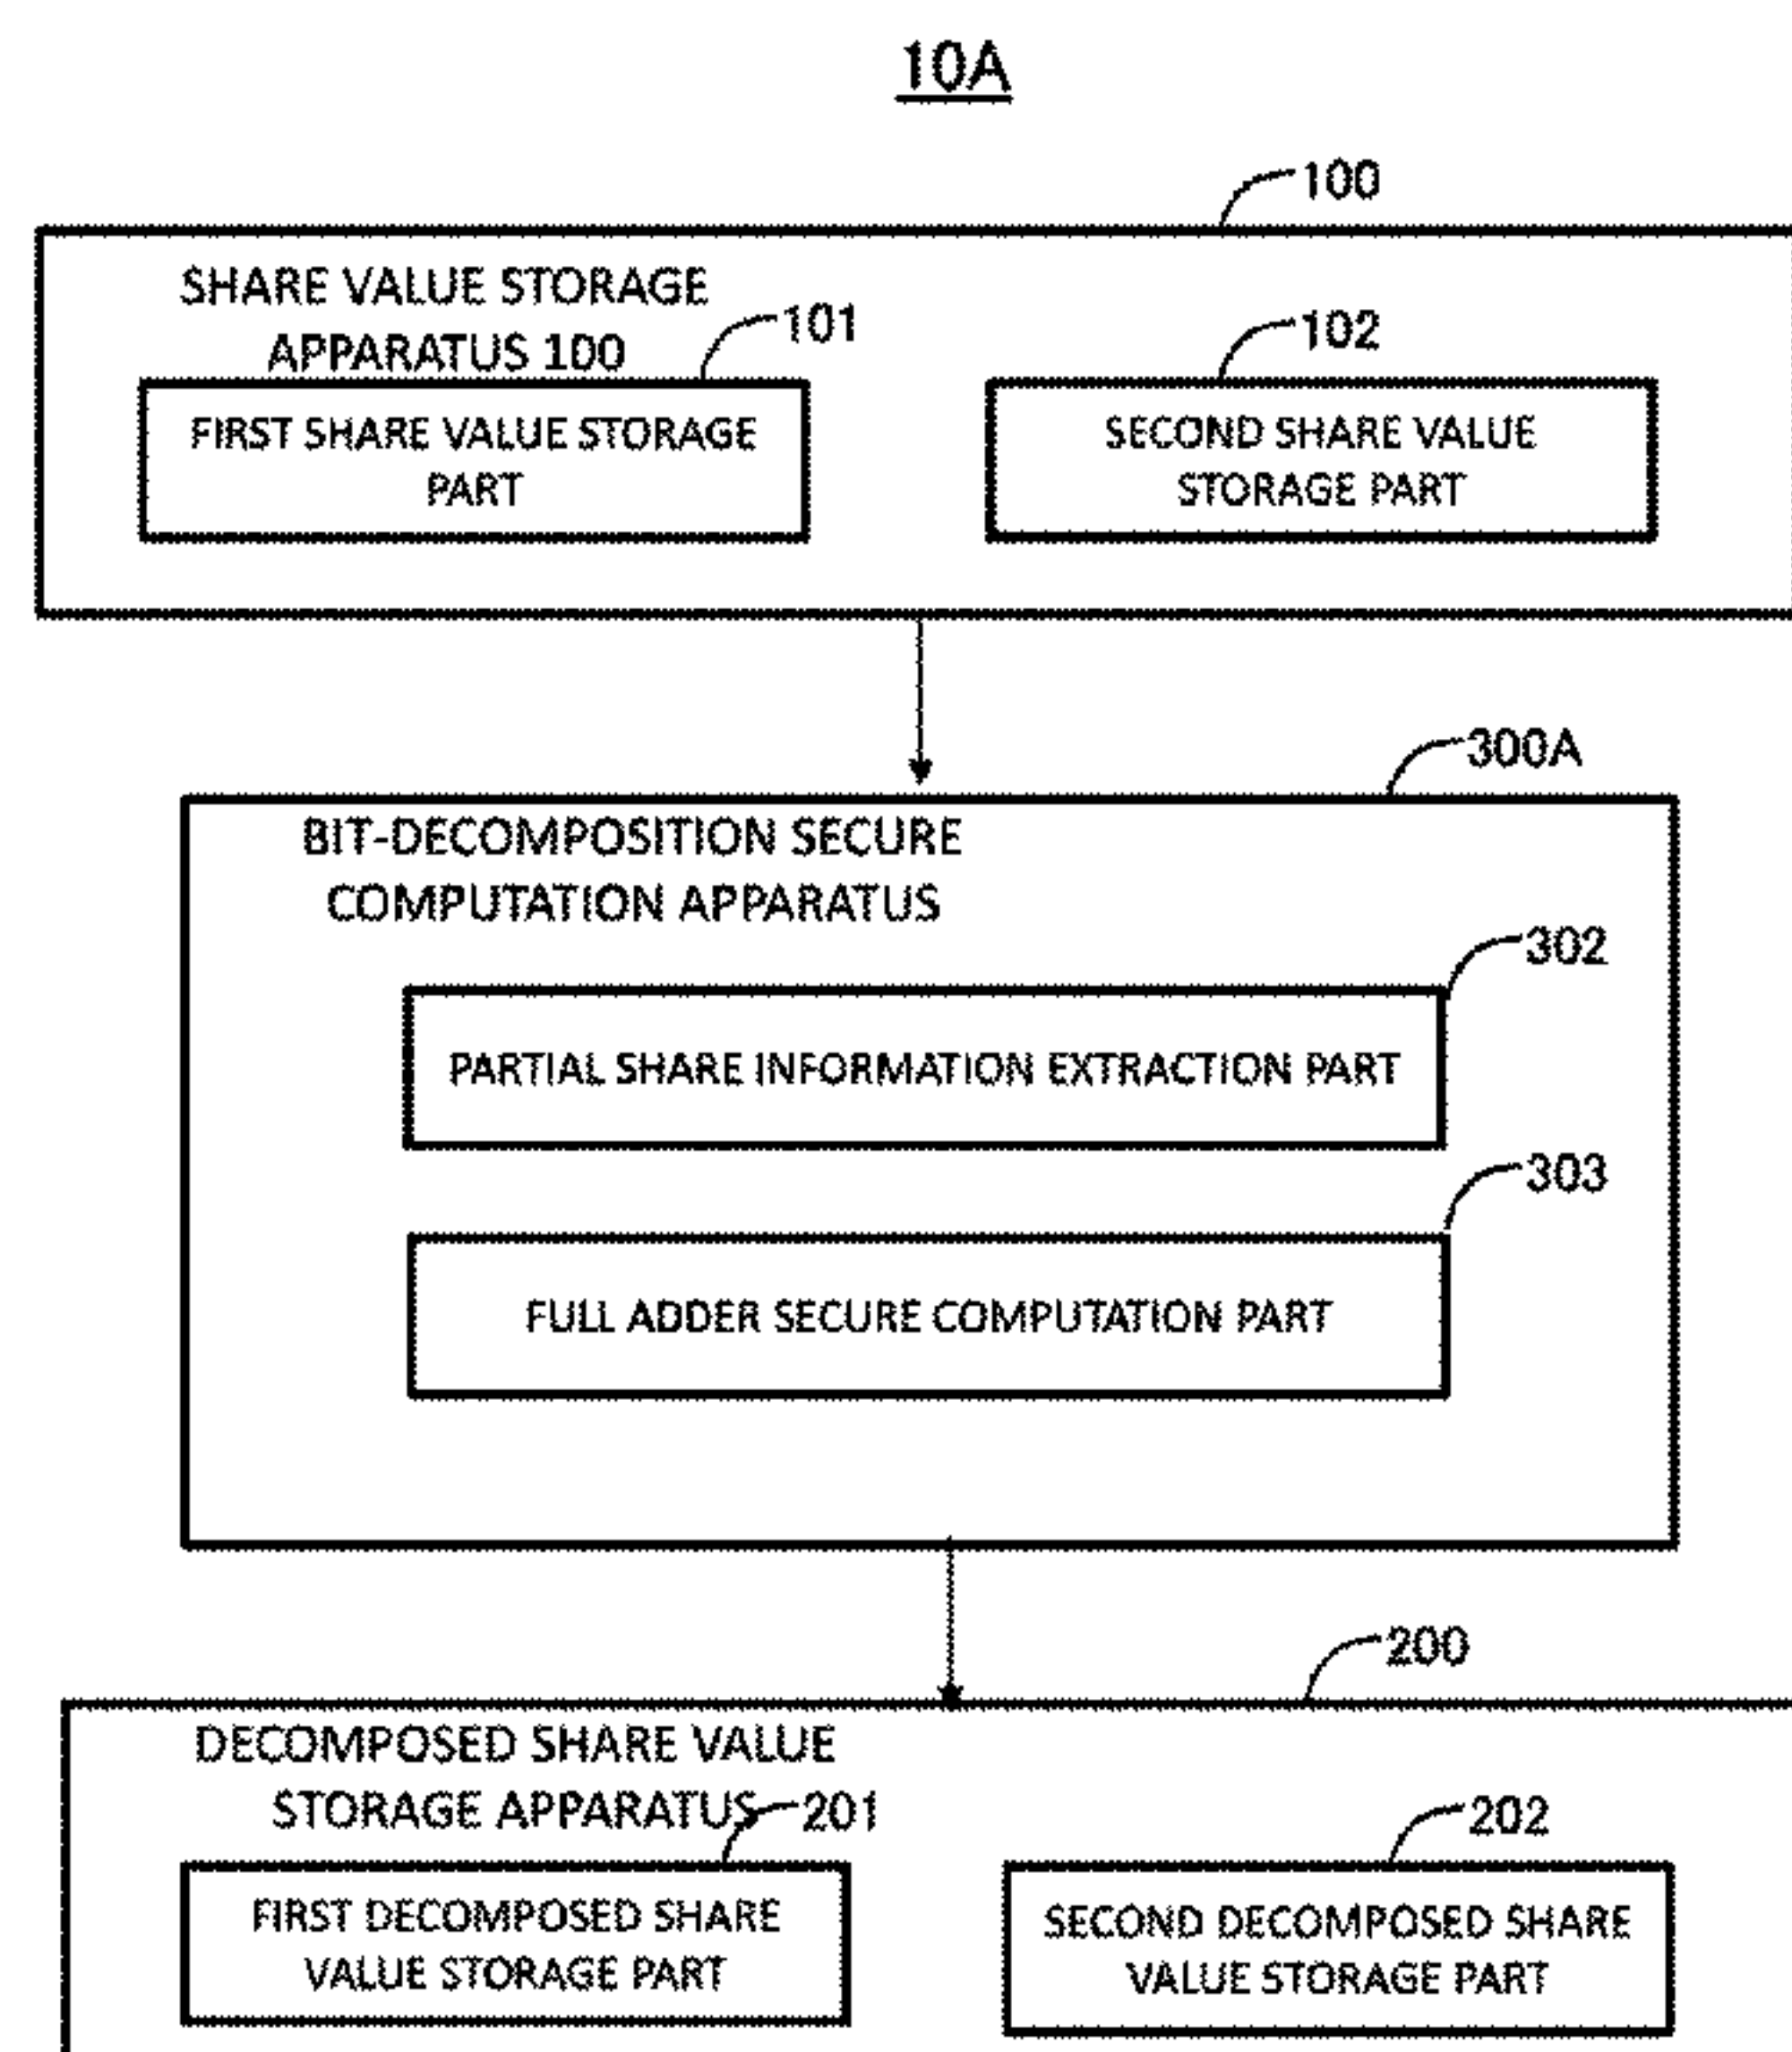 10A
100
SHARE VALUE STORAGE
APPARATUS 100
101
102
FIRST SHARE VALUE STORAGE
PART
SECOND SHARE VALUE
STORAGE PART
300A
BIT-DECOMPOSITION SECURE
COMPUTATION APPARATUS
302
PARTIAL SHARE INFORMATION EXTRACTION PART
303
FULL ADDER SECURE COMPUTATION PART
200
DECOMPOSED SHARE VALUE
STORAGE APPARATUS
201
202
FIRST DECOMPOSED SHARE
VALUE STORAGE PART
SECOND DECOMPOSED SHARE
VALUE STORAGE PART